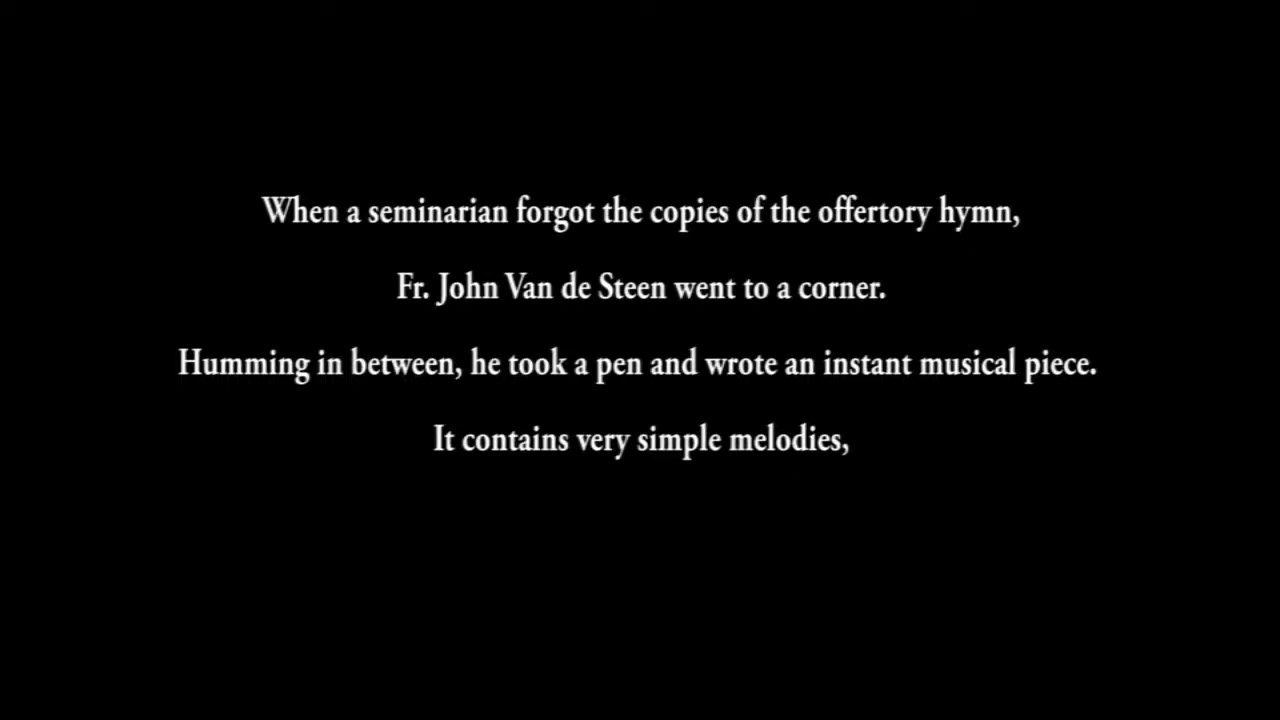 When a seminarian forgot the copies of the offertory hymn,
Fr. John Van de Steen went to a corner.
Humming in between, he took a pen and wrote an instant musical piece.
It contains very simple melodies,